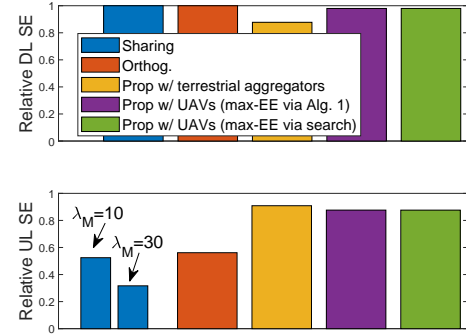 Relative DL SE
1
0.8
0.6
0.4
0.2
0
Sharing
Orthog.
Prop w/ terrestrial aggregators
Prop w/ UAVs (max-EE via Alg. 1)
Prop w/ UAVs (max-EE via search)
Relative UL SE
1
0.8
0.6
0.4
0.2
0
λ_M=10
λ_M=30